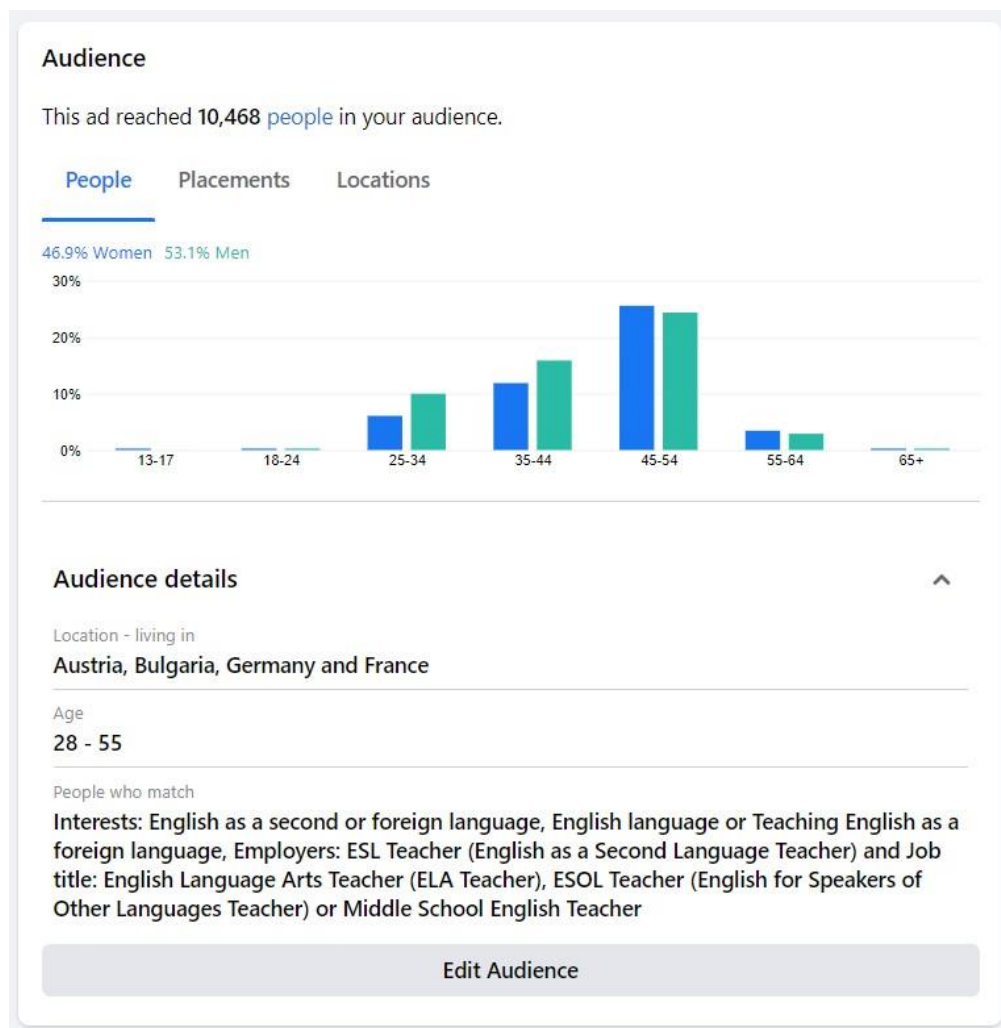 Audience
This ad reached 10,468 people in your audience.
People Placements Locations
46.9% Women 53.1% Men
30%
20%
10%
0%
13-17 18-24 25-34 35-44 45-54 55-64 65+
Audience details
Location - living in
Austria, Bulgaria, Germany and France
Age
28 - 55
People who match
Interests: English as a second or foreign language, English language or Teaching English as a
foreign language, Employers: ESL Teacher (English as a Second Language Teacher) and Job
title: English Language Arts Teacher (ELA Teacher), ESOL Teacher (English for Speakers of
Other Languages Teacher) or Middle School English Teacher
Edit Audience